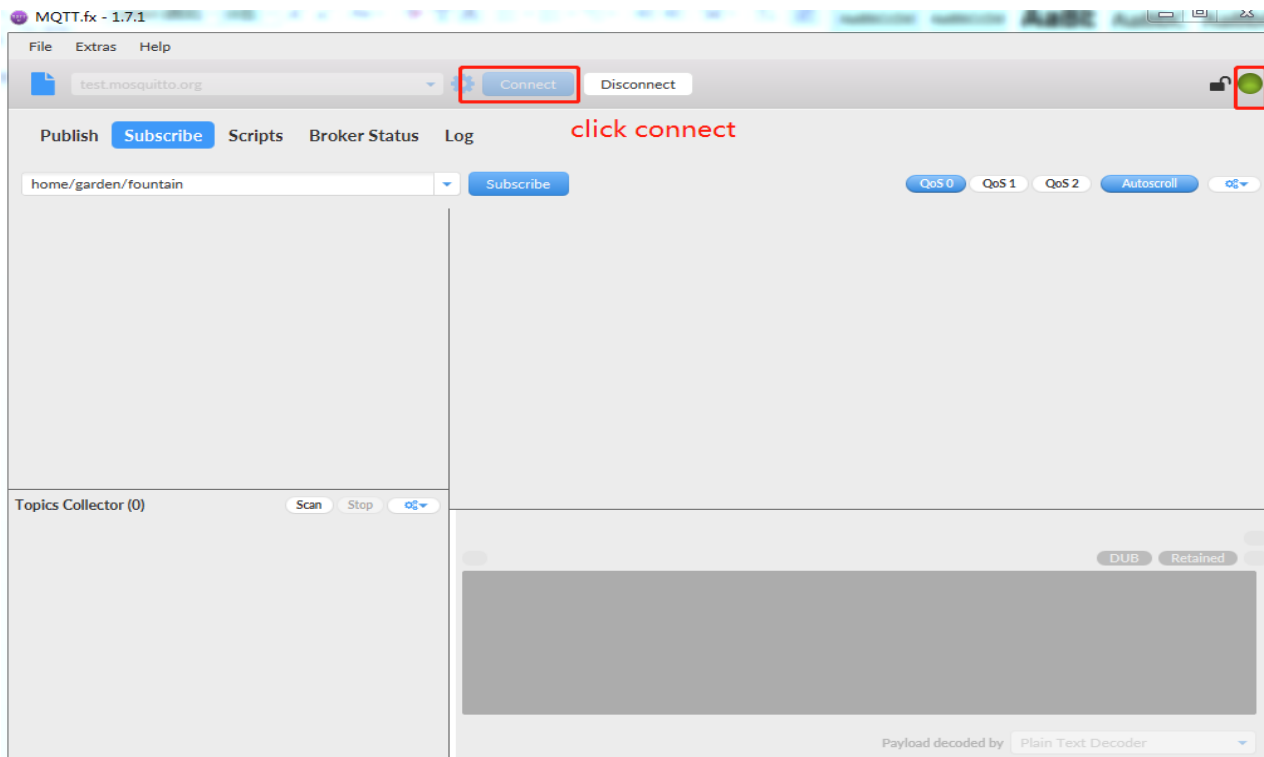 MQTT.fx - 1.7.1
File Extras Help
test.mosquitto.org Connect Disconnect
click connect
Publish Subscribe Scripts Broker Status Log
home/garden/fountain Subscribe QoS 0 QoS 1 QoS 2 Autoscroll
Topics Collector (0) Scan Stop
DUB Retained
Payload decoded by Plain Text Decoder